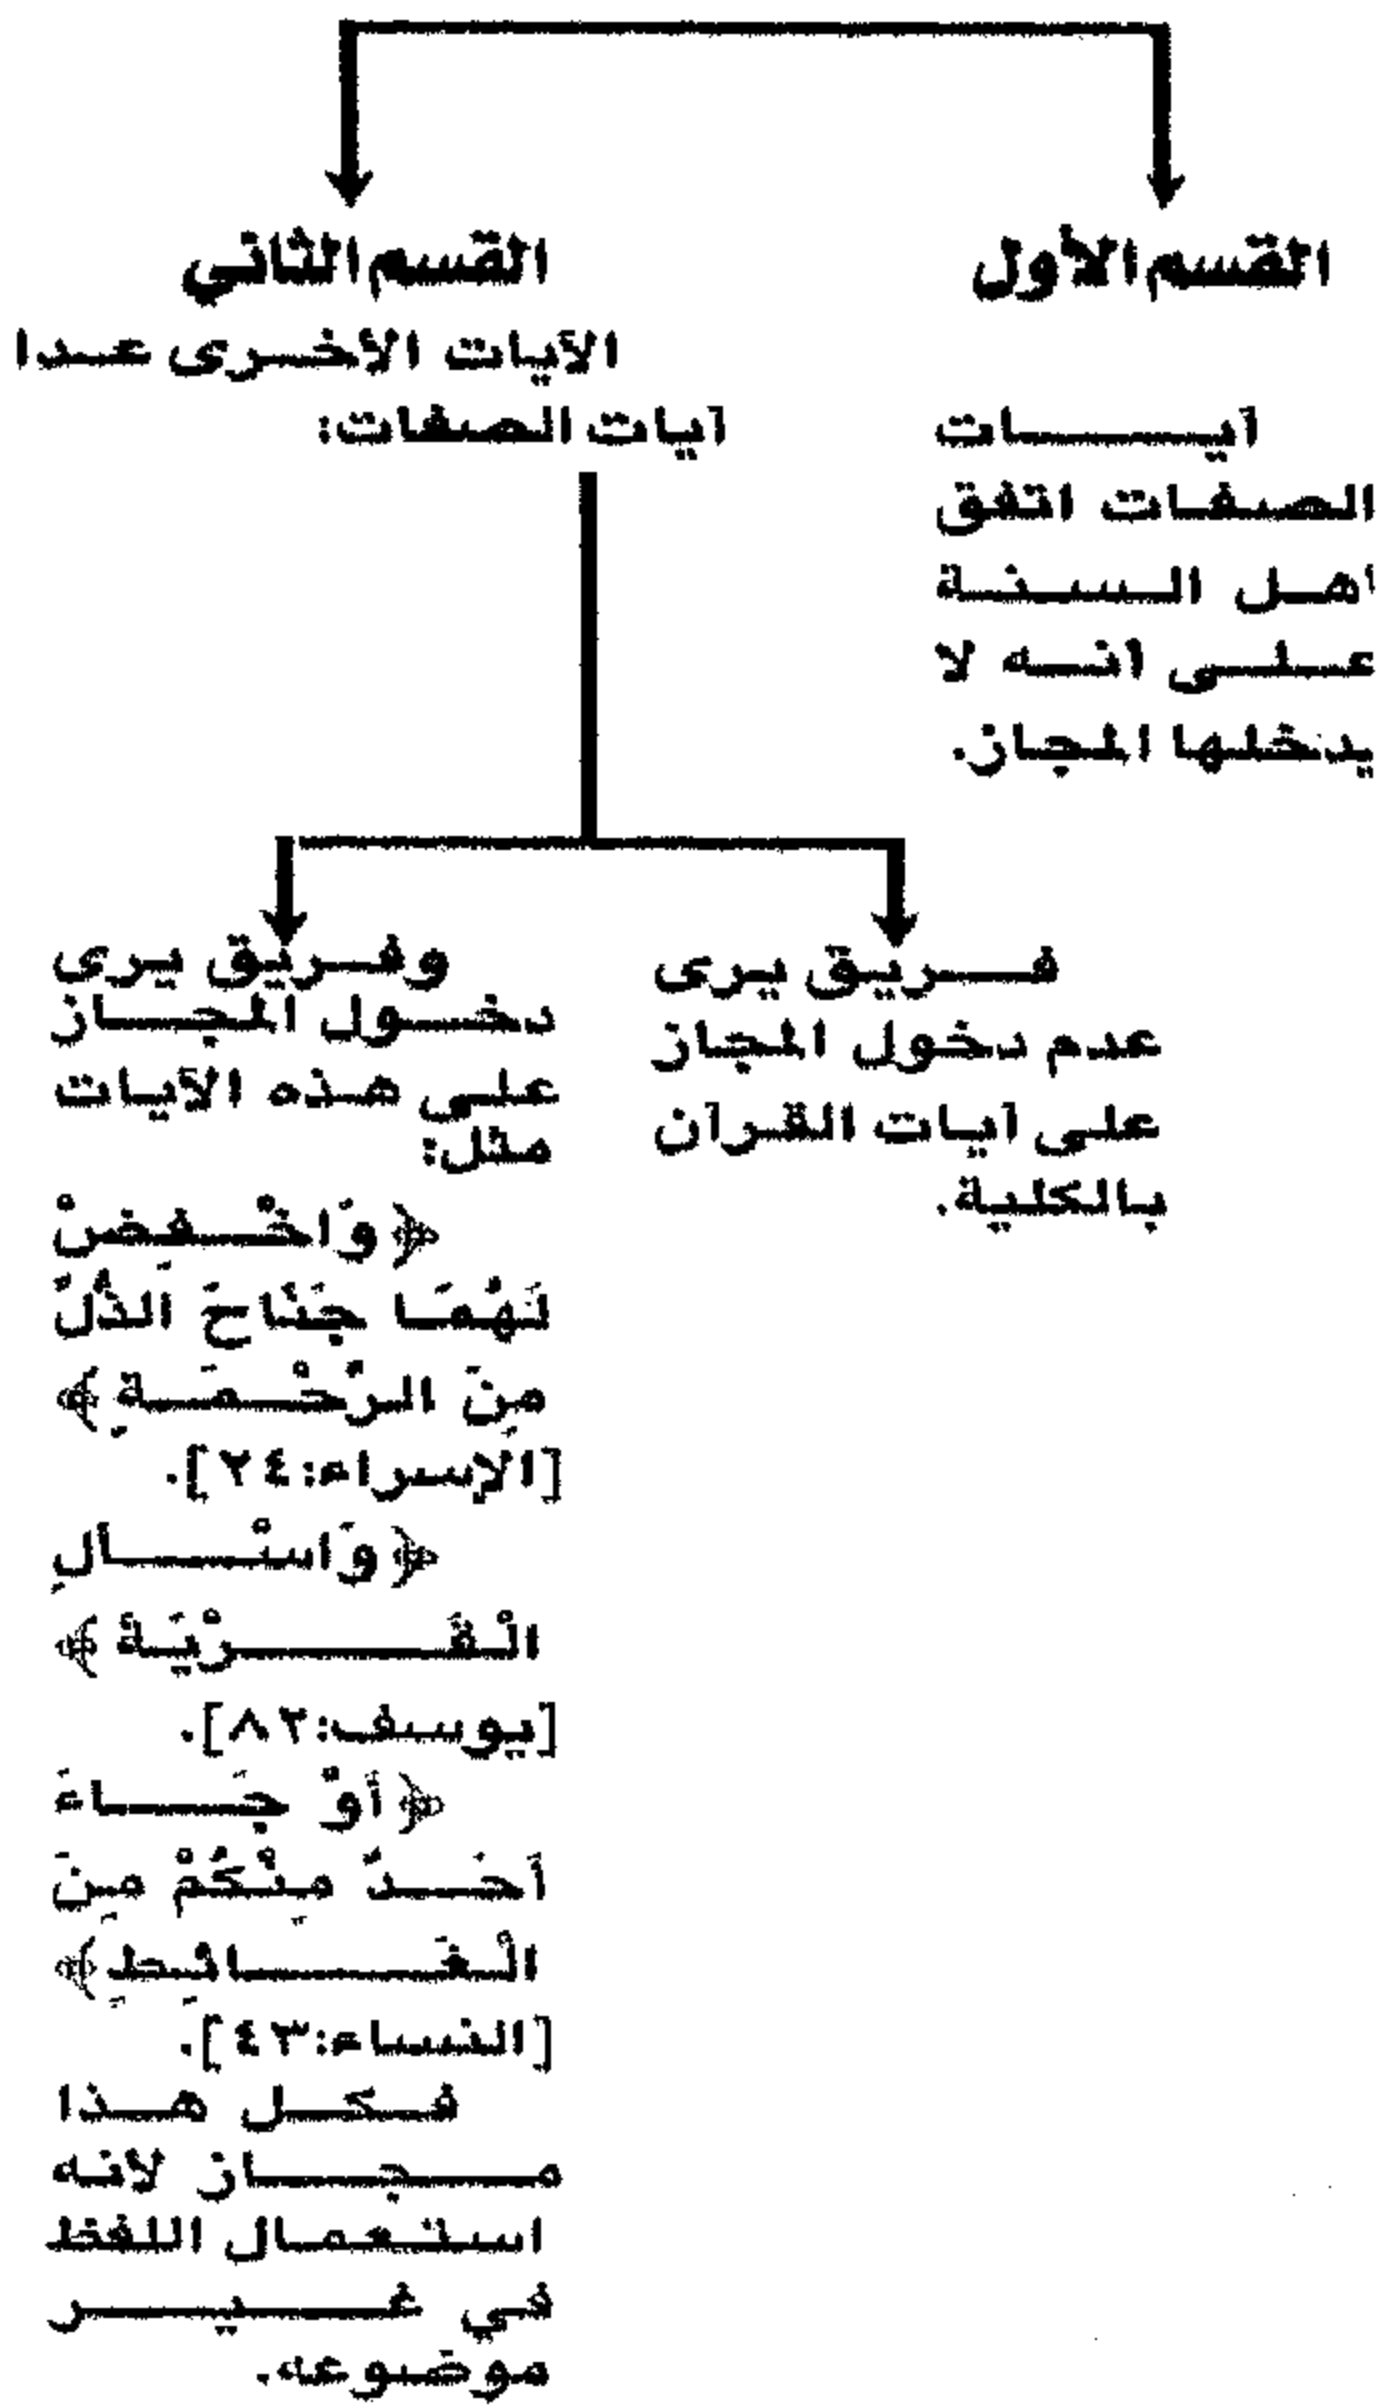 القسم الأول
آيات
الصفات اتفق
أهل السنة
على أنه لا
يدخلها المجاز.
القسم الثاني
الآيات الأخرى عدا
آيات الصفات:
فريق يرى
عدم دخول المجاز
على آيات القرآن
بالكلية.
وفريق يرى
دخول المجاز
على هذه الآيات
مثل:
﴿وَاخْفِضْ
لَهُمَا جَنَاحَ الذُّلِّ
مِنَ الرَّحْمَةِ﴾
[الإسراء:٢٤].
﴿وَاسْأَلِ
الْقَرْيَةَ﴾
[يوسف:٨٢].
﴿أَوْ جَاءَ
أَحَدٌ مِنْكُمْ مِنَ
الْغَائِطِ﴾
[النساء:٤٣].
فكل هذا
مجاز لأنه
استعمال اللفظ
في غير
موضوعه.